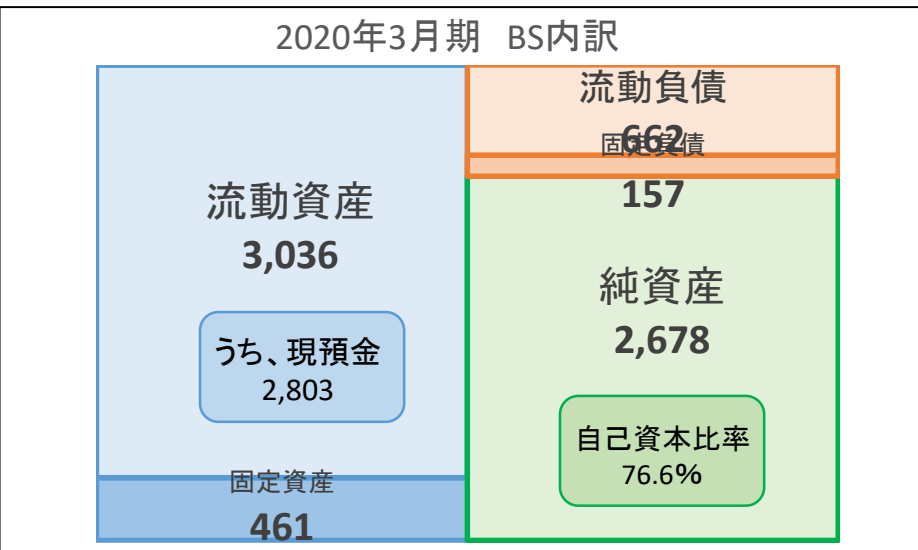 2020年3月期 BS内訳
流動資産
3,036
うち、現預金
2,803
固定資産
461
流動負債
662
固定負債
157
純資産
2,678
自己資本比率
76.6%